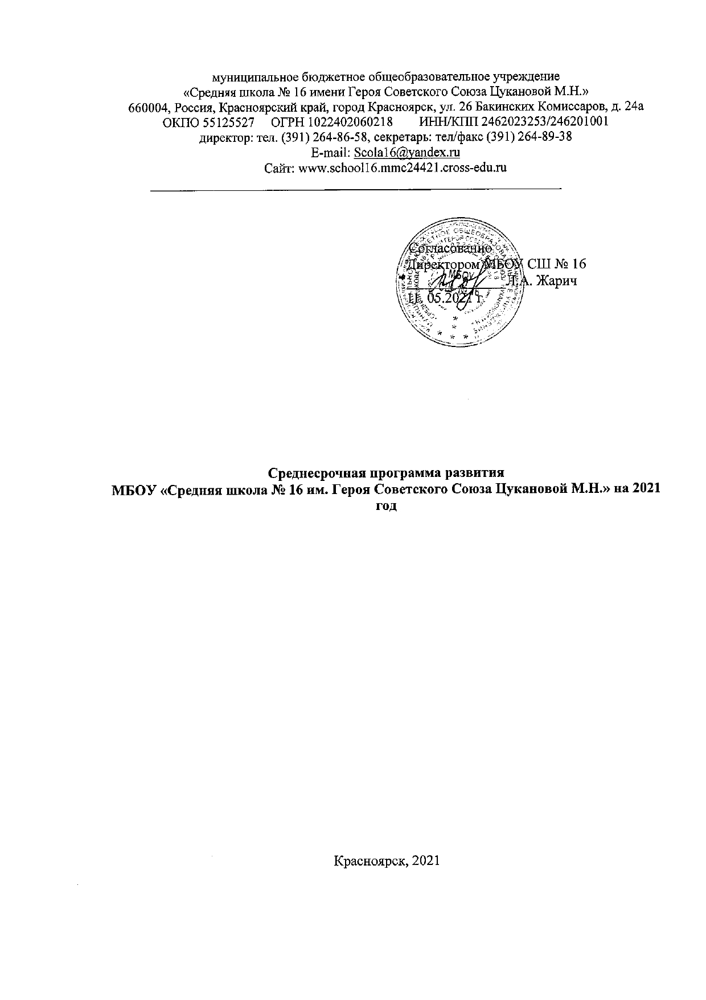 муниципальное бюджетное общеобразовательное учреждение
«Средняя школа № 16 имени Героя Советского Союза Цукановой М.Н.»
660004, Россия, Красноярский край, город Красноярск, ул. 26 Бакинских Комиссаров, д. 24а
ОКПО 55125527 ОГРН 1022402060218 ИНН/КПП 2462023253/246201001
директор: тел. (391) 264-86-58, секретарь: тел/факс (391) 264-89-38
E-mail: Scola16@yandex.ru
Сайт: www.school16.mmc24421.cross-edu.ru
Согласовано
Директором МБОУ СШ № 16
Л.А. Жарич
11. 05.2021 г.
МБОУ
Среднесрочная программа развития
МБОУ «Средняя школа № 16 им. Героя Советского Союза Цукановой М.Н.» на 2021
год
Красноярск, 2021